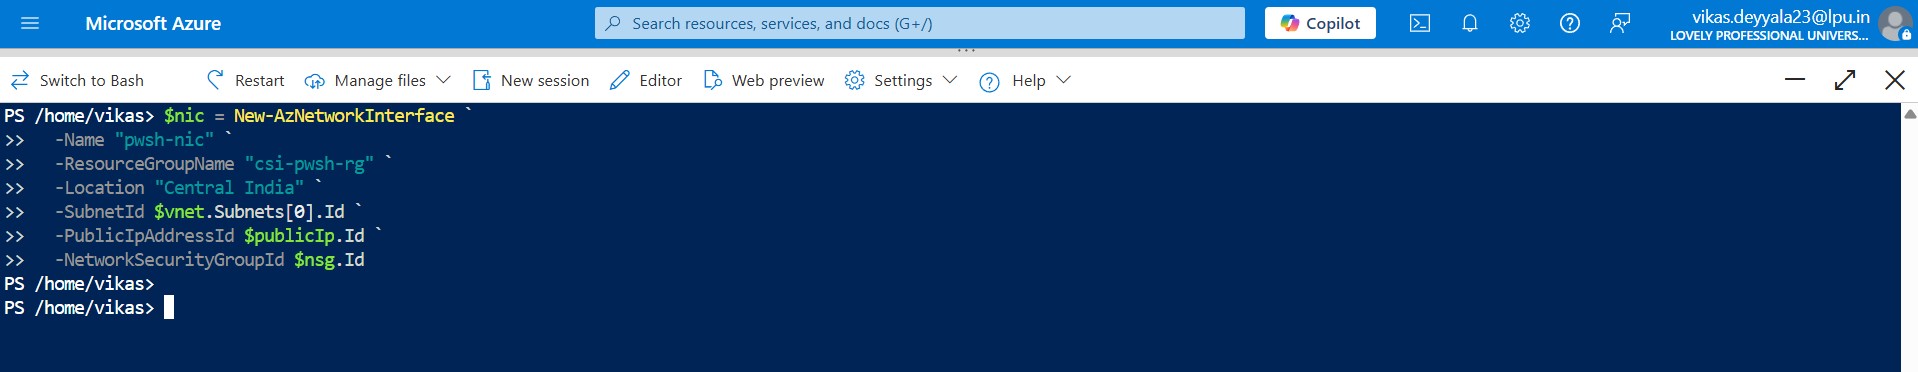 Microsoft Azure
Search resources, services, and docs (G+/)
Copilot
vikas.deyyala23@lpu.in
LOVELY PROFESSIONAL UNIVERS...
Switch to Bash
Restart
Manage files
New session
Editor
Web preview
Settings
Help
PS /home/vikas> $nic = New-AzNetworkInterface `
>>   -Name "pwsh-nic" `
>>   -ResourceGroupName "csi-pwsh-rg" `
>>   -Location "Central India" `
>>   -SubnetId $vnet.Subnets[0].Id `
>>   -PublicIpAddressId $publicIp.Id `
>>   -NetworkSecurityGroupId $nsg.Id
PS /home/vikas>
PS /home/vikas>